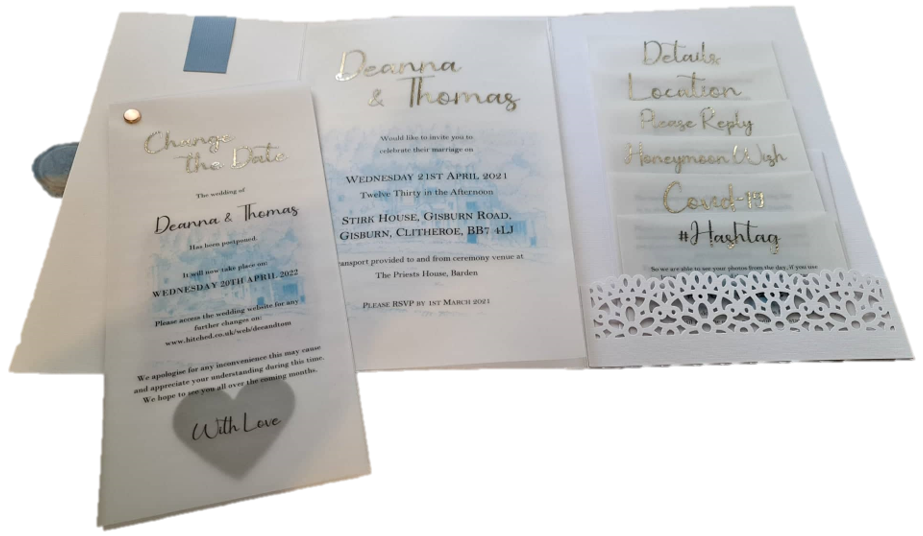 Change
the Date
The wedding of
Deanna & Thomas
Has been postponed.
It will now take place on:
WEDNESDAY 20TH APRIL 2022
Please access the wedding website for any
further changes on:
www.hitched.co.uk/web/deeandtom
We apologise for any inconvenience this may cause
and appreciate your understanding during this time.
We hope to see you all over the coming months.
With Love
Deanna
& Thomas
Would like to invite you to
celebrate their marriage on
WEDNESDAY 21ST APRIL 2021
Twelve Thirty in the Afternoon
STIRK HOUSE, GISBURN ROAD,
GISBURN, CLITHEROE, BB7 4LJ
ansport provided to and from ceremony venue at
The Priests House, Barden
PLEASE RSVP BY 1ST MARCH 2021
Details
Location
Please Reply
Honeymoon Wish
Covid-19
#Hashtag
So we are able to see your photos from the day, if you use